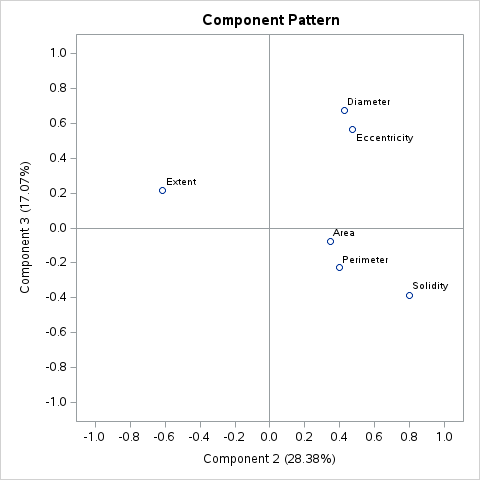 Component Pattern
Component 3 (17.07%)
1.0
0.8
0.6
0.4
0.2
0.0
-0.2
-0.4
-0.6
-0.8
-1.0
Diameter
Eccentricity
Extent
Area
Perimeter
Solidity
-1.0 -0.8 -0.6 -0.4 -0.2 0.0 0.2 0.4 0.6 0.8 1.0
Component 2 (28.38%)